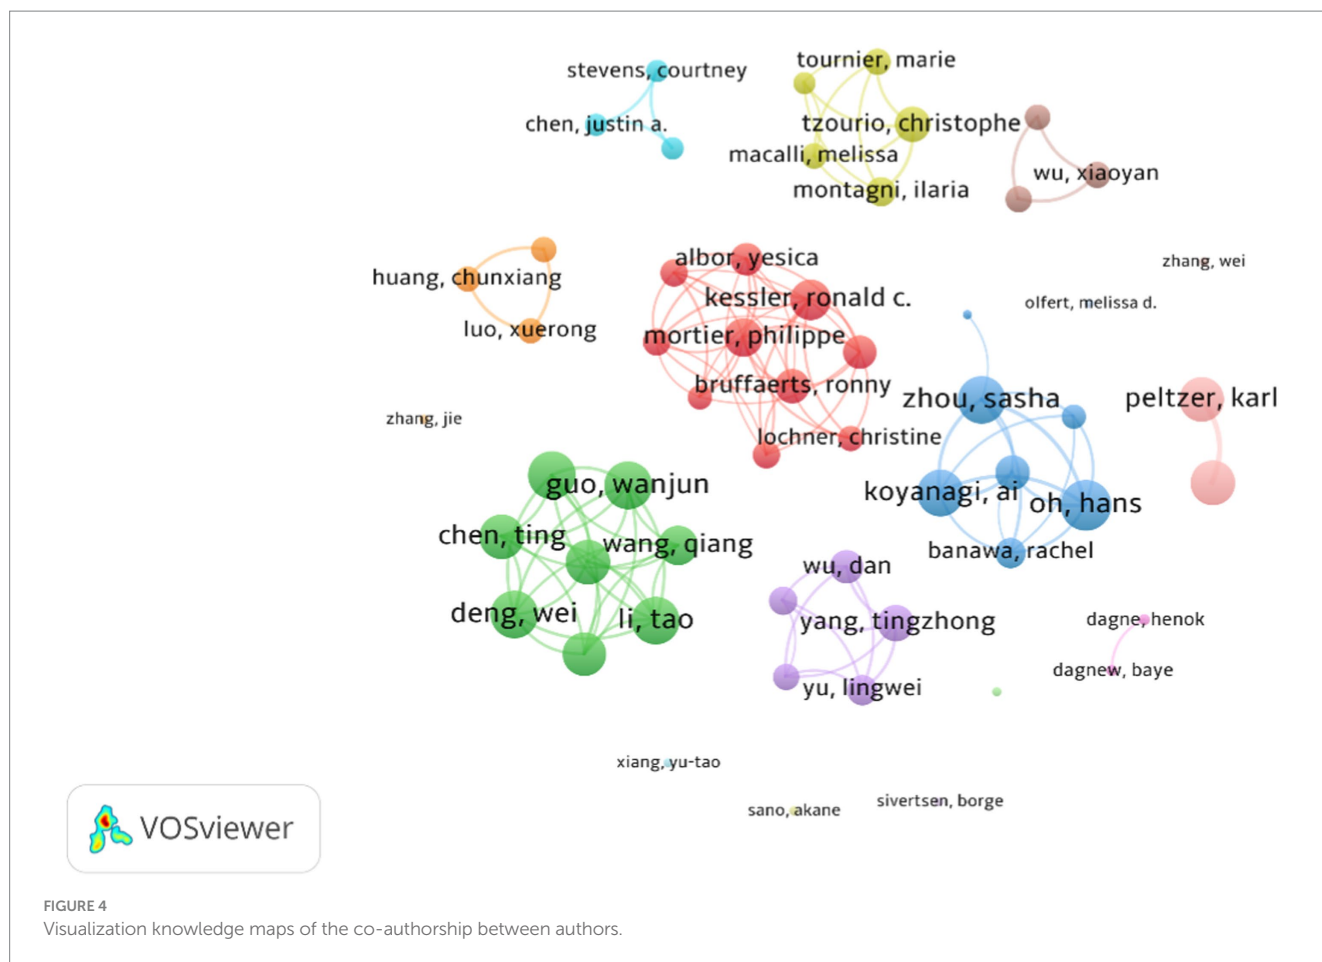 stevens, courtney
tournier, marie
chen, justin a.
tzourio, christophe
macalli, melissa
montagni, ilaria
wu, xiaoyan
albor, yesica
zhang, wei
huang, chunxiang
kessler, ronald c.
olfert, melissa d.
luo, xuerong
mortier, philippe
bruffaerts, ronny
zhou, sasha
peltzer, karl
zhang, jie
lochner, christine
guo, wanjun
koyanagi, ai
oh, hans
chen, ting
wang, qiang
banawa, rachel
wu, dan
deng, wei
li, tao
yang, tingzhong
dagne, henok
dagnew, baye
yu, lingwei
xiang, yu-tao
sano, akane
sivertsen, borge
VOSviewer
FIGURE 4
Visualization knowledge maps of the co-authorship between authors.